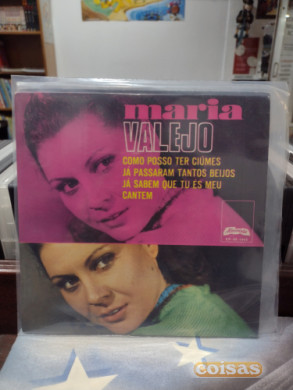 maria
VALEJO
COMO POSSO TER CIÚMES
JÁ PASSARAM TANTOS BEIJOS
JÁ SABEM QUE TU ÉS MEU
CANTEM
coisas